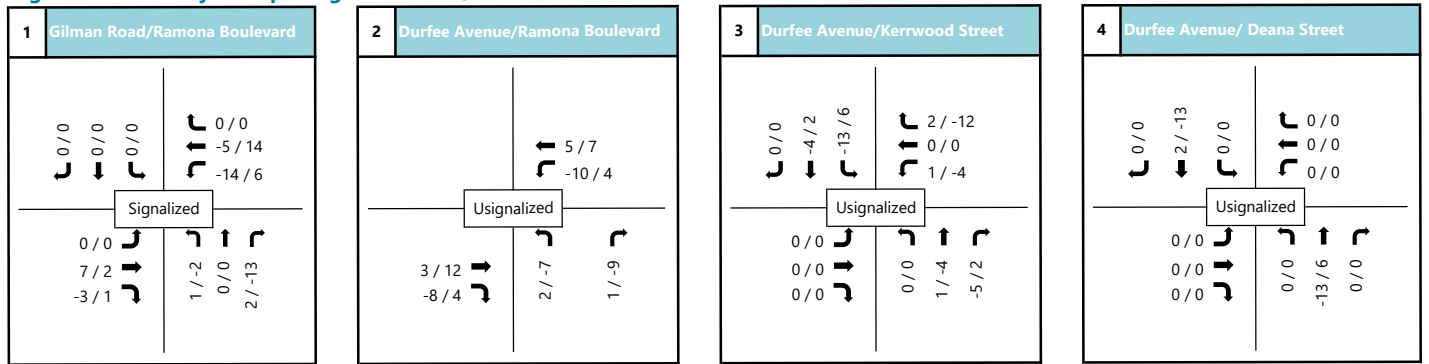 1 Gilman Road/Ramona Boulevard
0 / 0
0 / 0
0 / 0
0 / 0
-5 / 14
-14 / 6
Signalized
0 / 0
7 / 2
-3 / 1
1 / -2
0 / 0
2 / -13
2 Durfee Avenue/Ramona Boulevard
5 / 7
-10 / 4
Usignalized
3 / 12
-8 / 4
2 / -7
1 / -9
3 Durfee Avenue/Kerrwood Street
0 / 0
-4 / 2
-13 / 6
2 / -12
0 / 0
1 / -4
Usignalized
0 / 0
0 / 0
0 / 0
0 / 0
1 / -4
-5 / 2
4 Durfee Avenue/ Deana Street
0 / 0
2 / -13
0 / 0
0 / 0
0 / 0
0 / 0
Usignalized
0 / 0
0 / 0
0 / 0
0 / 0
-13 / 6
0 / 0